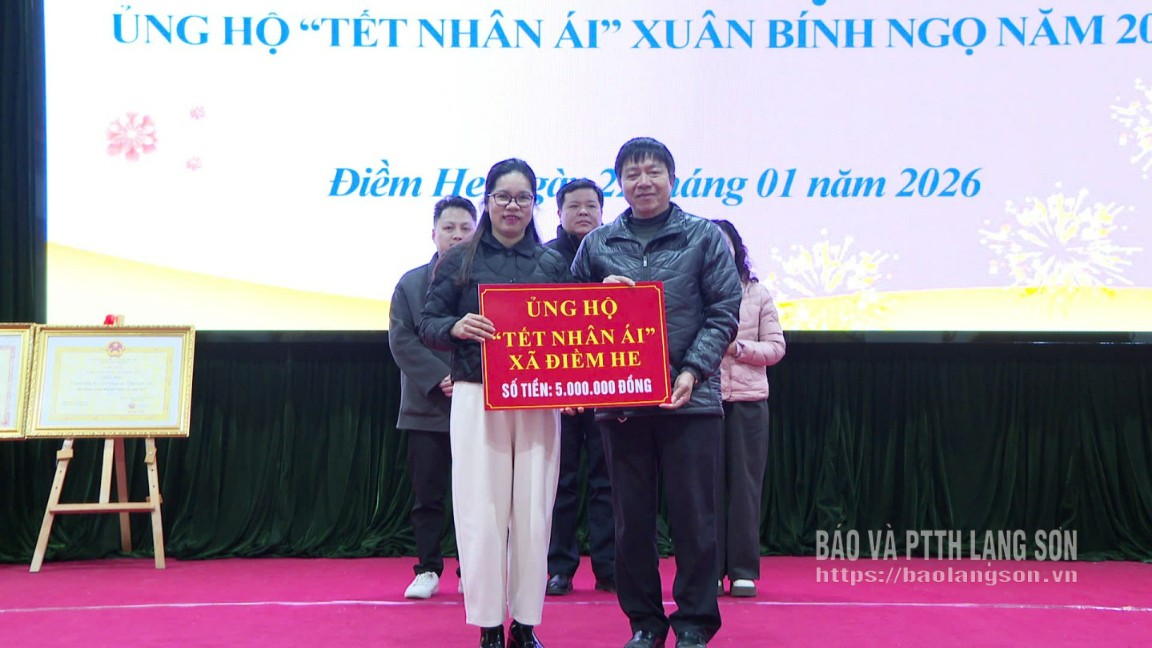 ỦNG HỘ “TẾT NHÂN ÁI” XUÂN BÍNH NGỌ NĂM
Điềm He, ngày tháng 01 năm 2026
ỦNG HỘ
“TẾT NHÂN ÁI”
XÃ ĐIỀM HE
SỐ TIỀN: 5.000.000 ĐỒNG
BÁO VÀ PTTH LẠNG SƠN
https://baolangson.vn